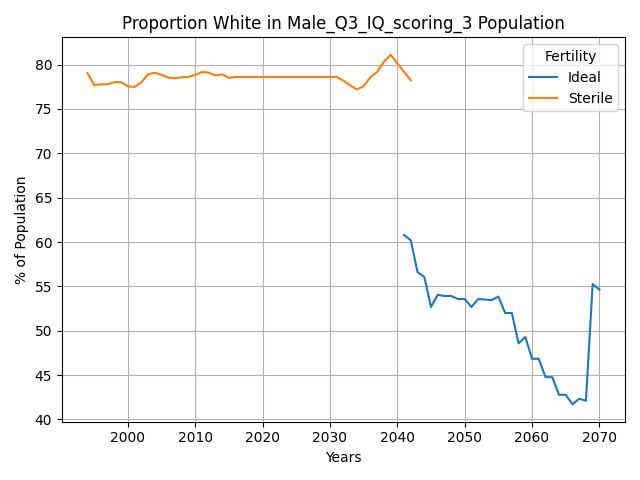 Proportion White in Male_Q3_IQ_scoring_3 Population
Fertility
Ideal
Sterile
% of Population
80
75
70
65
60
55
50
45
40
2000
2010
2020
2030
2040
2050
2060
2070
Years